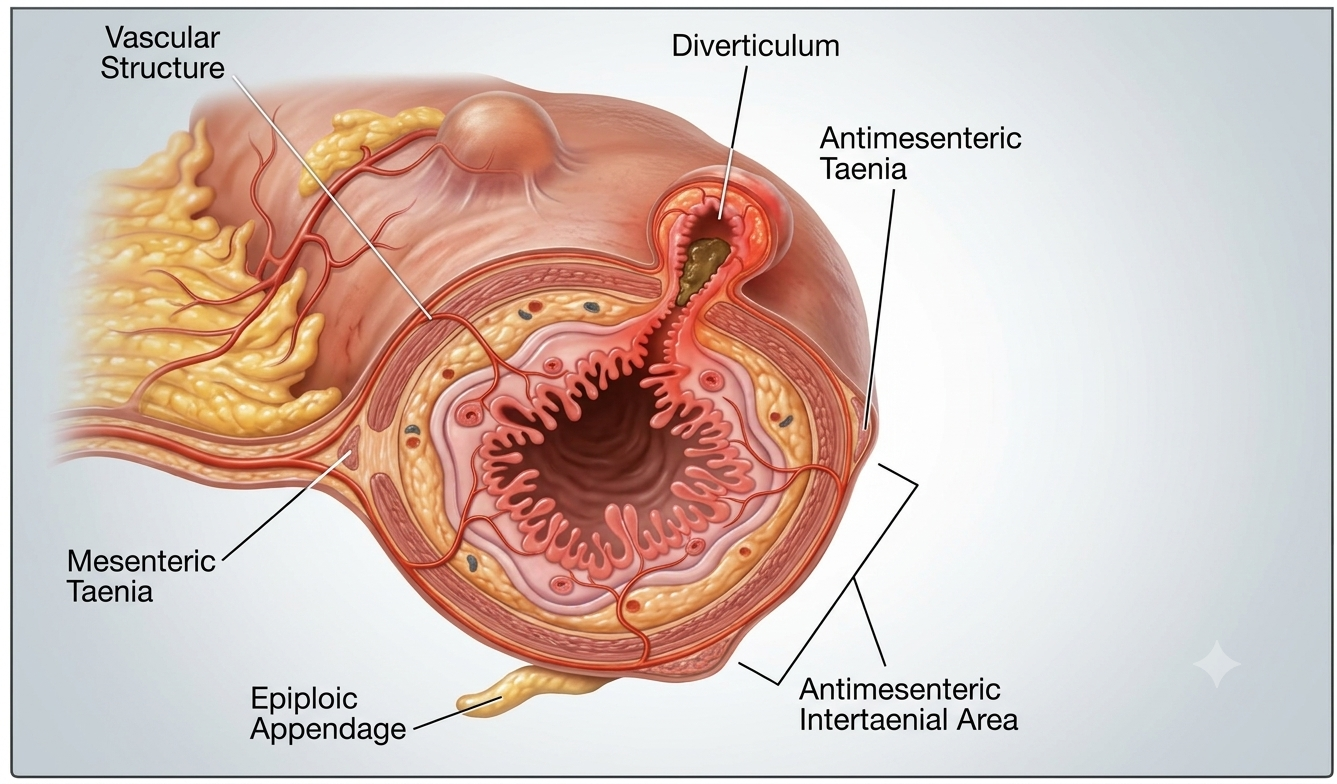 Vascular
Structure
Diverticulum
Antimesenteric
Taenia
Mesenteric
Taenia
Epiploic
Appendage
Antimesenteric
Intertaenial Area